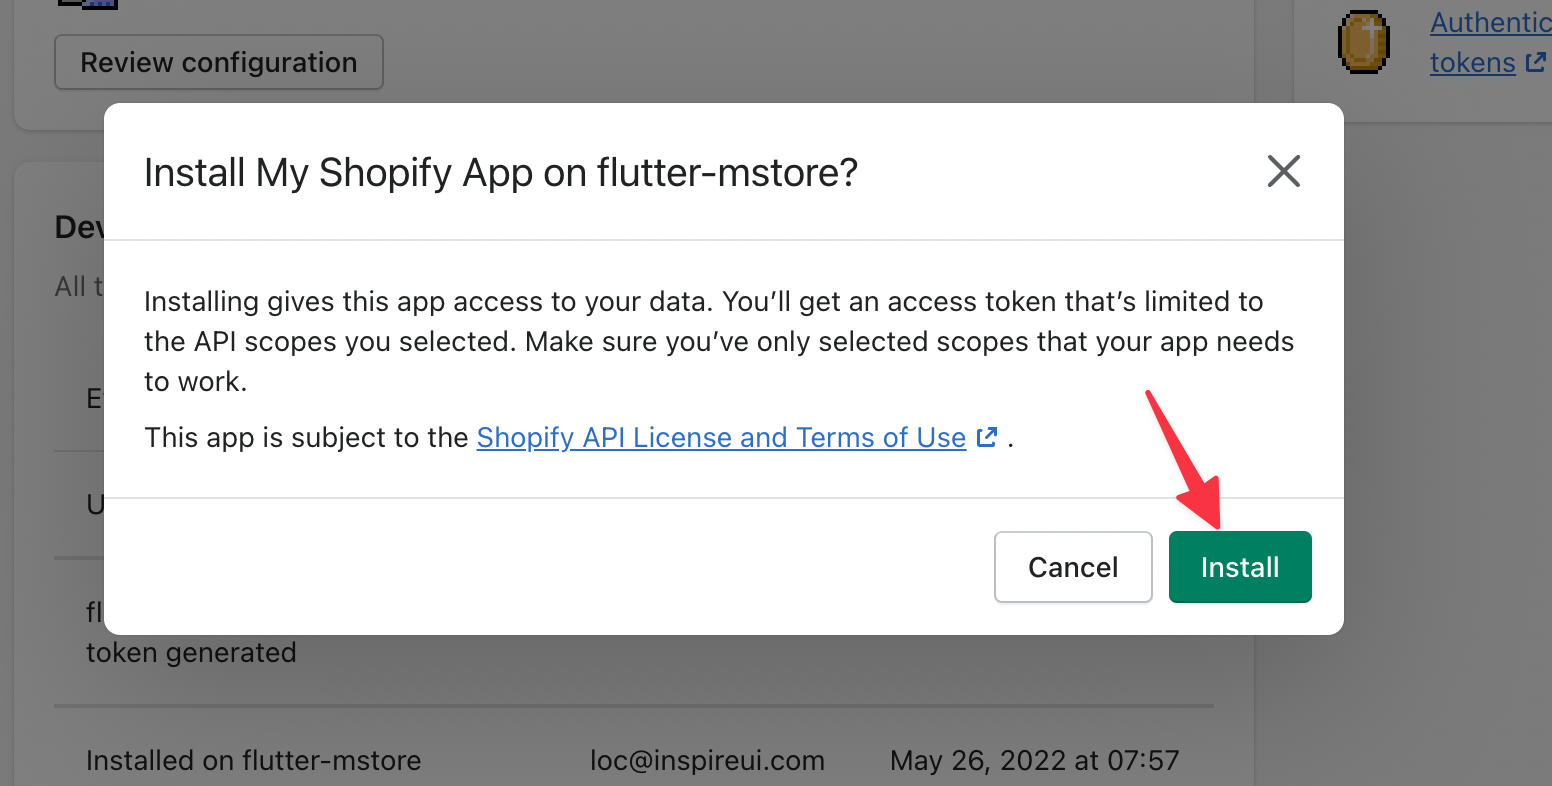 Review configuration
Authentic
tokens
Install My Shopify App on flutter-mstore?
Dev
All t
Installing gives this app access to your data. You’ll get an access token that’s limited to
the API scopes you selected. Make sure you’ve only selected scopes that your app needs
to work.
This app is subject to the Shopify API License and Terms of Use .
Cancel
Install
fl
token generated
Installed on flutter-mstore loc@inspireui.com May 26, 2022 at 07:57